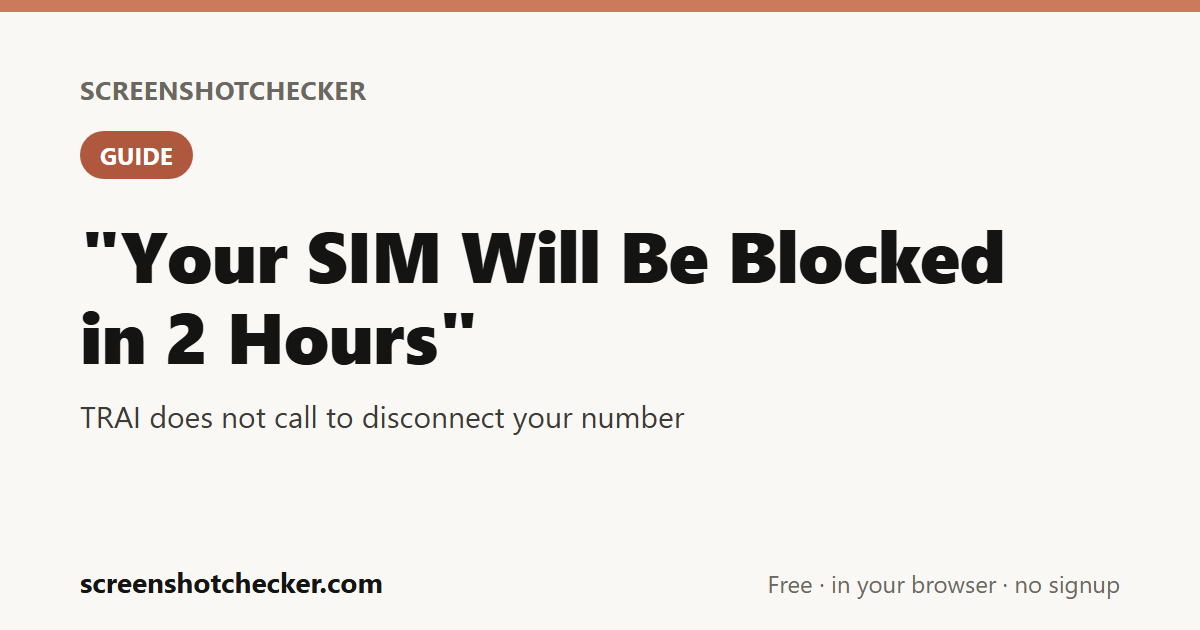 SCREENSHOTCHECKER
GUIDE
"Your SIM Will Be Blocked
in 2 Hours"
TRAI does not call to disconnect your number
screenshotchecker.com
Free · in your browser · no signup